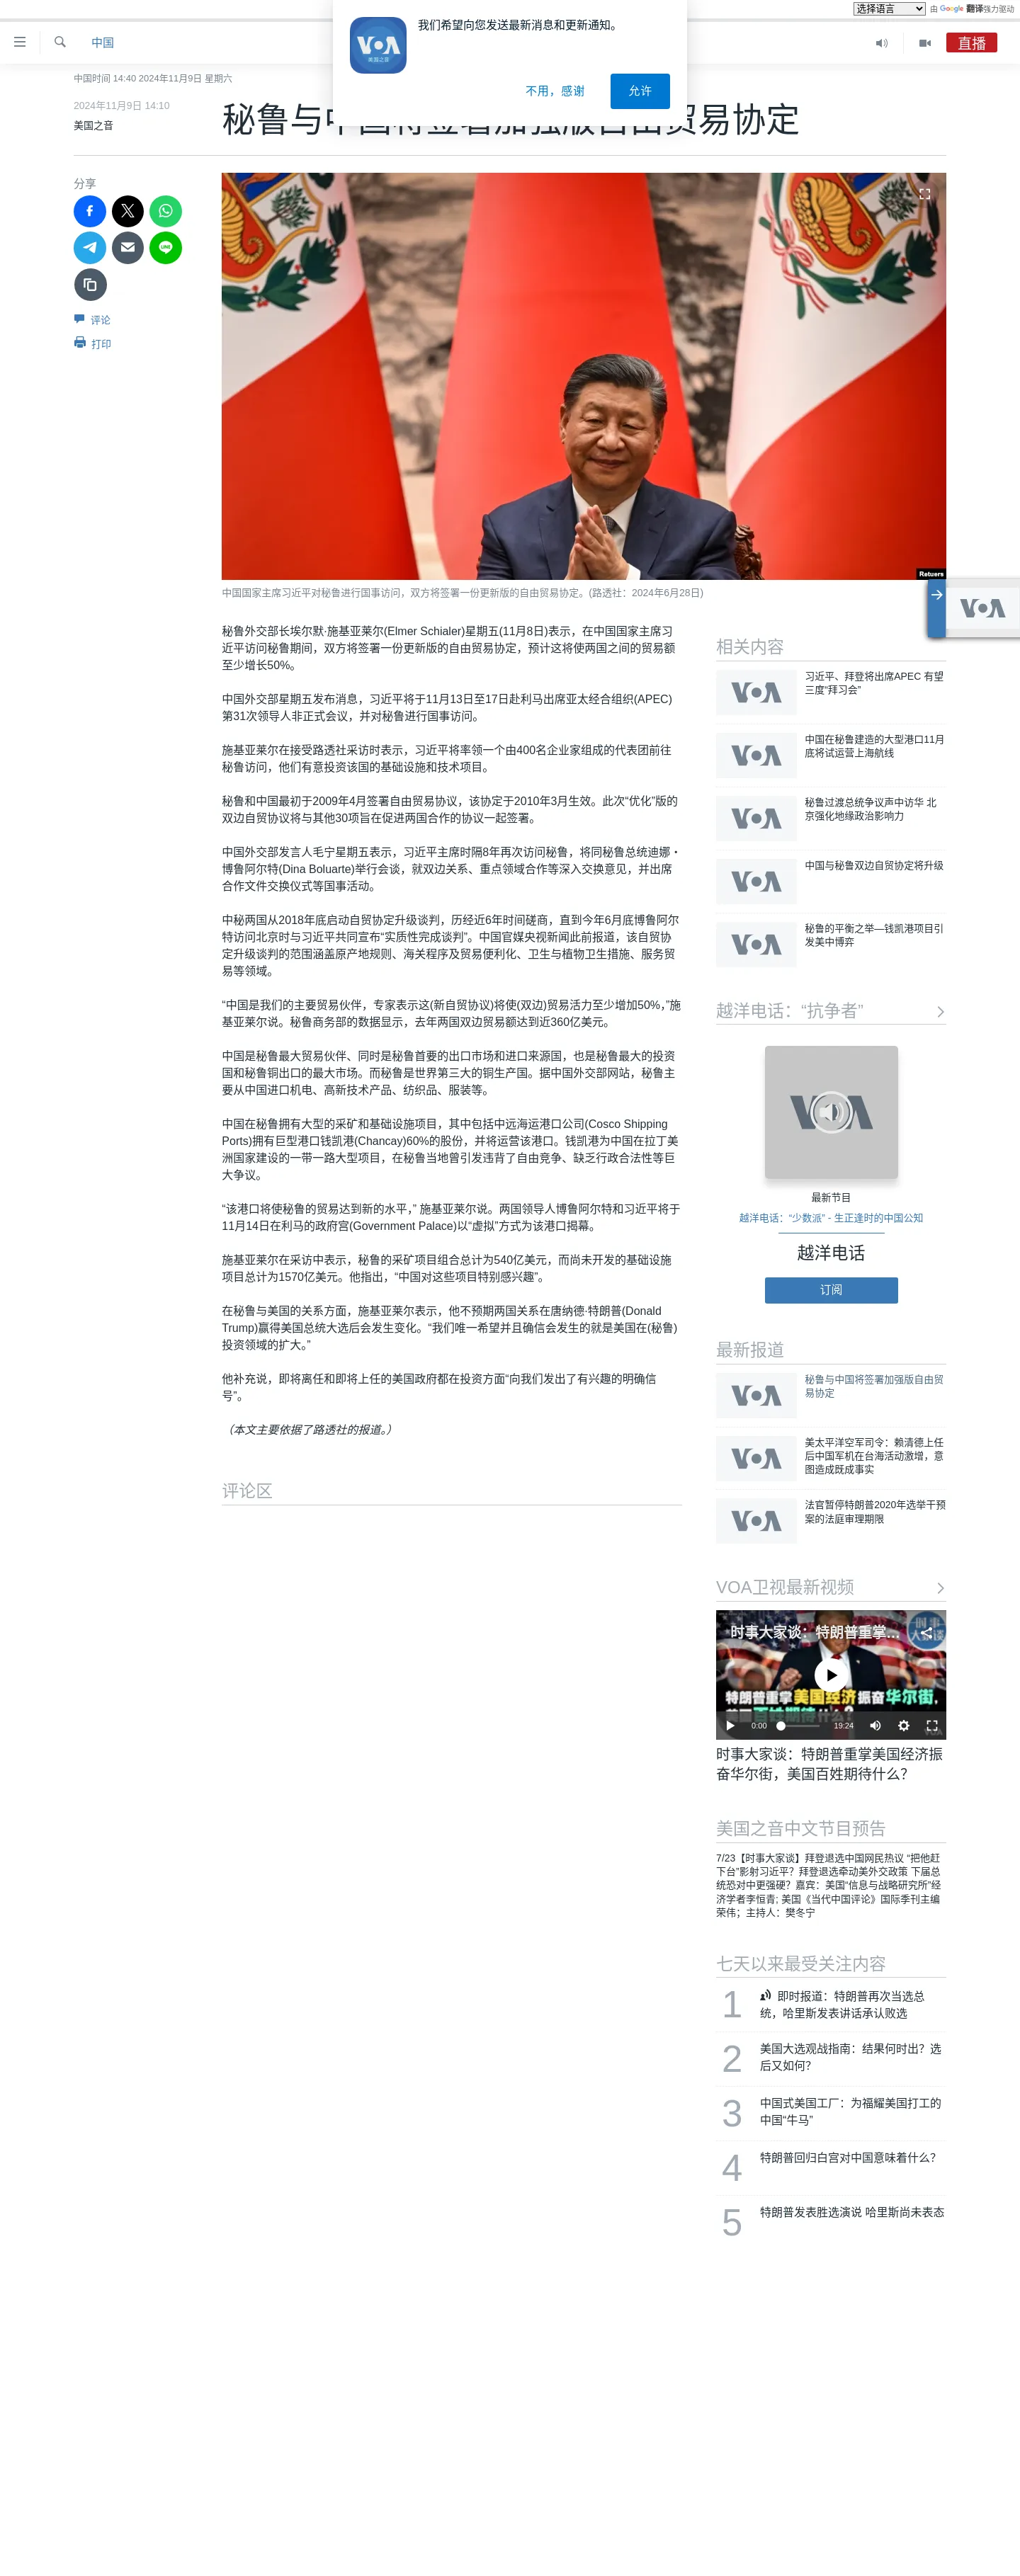 选择语言
由 Google 翻译强力驱动
我们希望向您发送最新消息和更新通知。
VOA
美国之音
不用，感谢
允许
中国
直播
中国时间 14:40 2024年11月9日 星期六
2024年11月9日 14:10
美国之音
秘鲁与中国将签署加强版自由贸易协定
分享
评论
打印
Retuers
中国国家主席习近平对秘鲁进行国事访问，双方将签署一份更新版的自由贸易协定。(路透社：2024年6月28日)
秘鲁外交部长埃尔默·施基亚莱尔(Elmer Schialer)星期五(11月8日)表示，在中国国家主席习
近平访问秘鲁期间，双方将签署一份更新版的自由贸易协定，预计这将使两国之间的贸易额
至少增长50%。
中国外交部星期五发布消息，习近平将于11月13日至17日赴利马出席亚太经合组织(APEC)
第31次领导人非正式会议，并对秘鲁进行国事访问。
施基亚莱尔在接受路透社采访时表示，习近平将率领一个由400名企业家组成的代表团前往
秘鲁访问，他们有意投资该国的基础设施和技术项目。
秘鲁和中国最初于2009年4月签署自由贸易协议，该协定于2010年3月生效。此次“优化”版的
双边自贸协议将与其他30项旨在促进两国合作的协议一起签署。
中国外交部发言人毛宁星期五表示，习近平主席时隔8年再次访问秘鲁，将同秘鲁总统迪娜・
博鲁阿尔特(Dina Boluarte)举行会谈，就双边关系、重点领域合作等深入交换意见，并出席
合作文件交换仪式等国事活动。
中秘两国从2018年底启动自贸协定升级谈判，历经近6年时间磋商，直到今年6月底博鲁阿尔
特访问北京时与习近平共同宣布“实质性完成谈判”。中国官媒央视新闻此前报道，该自贸协
定升级谈判的范围涵盖原产地规则、海关程序及贸易便利化、卫生与植物卫生措施、服务贸
易等领域。
“中国是我们的主要贸易伙伴，专家表示这(新自贸协议)将使(双边)贸易活力至少增加50%，”施
基亚莱尔说。秘鲁商务部的数据显示，去年两国双边贸易额达到近360亿美元。
中国是秘鲁最大贸易伙伴、同时是秘鲁首要的出口市场和进口来源国，也是秘鲁最大的投资
国和秘鲁铜出口的最大市场。而秘鲁是世界第三大的铜生产国。据中国外交部网站，秘鲁主
要从中国进口机电、高新技术产品、纺织品、服装等。
中国在秘鲁拥有大型的采矿和基础设施项目，其中包括中远海运港口公司(Cosco Shipping
Ports)拥有巨型港口钱凯港(Chancay)60%的股份，并将运营该港口。钱凯港为中国在拉丁美
洲国家建设的一带一路大型项目，在秘鲁当地曾引发违背了自由竞争、缺乏行政合法性等巨
大争议。
“该港口将使秘鲁的贸易达到新的水平，” 施基亚莱尔说。两国领导人博鲁阿尔特和习近平将于
11月14日在利马的政府宫(Government Palace)以“虚拟”方式为该港口揭幕。
施基亚莱尔在采访中表示，秘鲁的采矿项目组合总计为540亿美元，而尚未开发的基础设施
项目总计为1570亿美元。他指出，“中国对这些项目特别感兴趣”。
在秘鲁与美国的关系方面，施基亚莱尔表示，他不预期两国关系在唐纳德·特朗普(Donald
Trump)赢得美国总统大选后会发生变化。“我们唯一希望并且确信会发生的就是美国在(秘鲁)
投资领域的扩大。”
他补充说，即将离任和即将上任的美国政府都在投资方面“向我们发出了有兴趣的明确信
号”。
（本文主要依据了路透社的报道。）
评论区
VOA
相关内容
VOA
习近平、拜登将出席APEC 有望
三度“拜习会”
VOA
中国在秘鲁建造的大型港口11月
底将试运营上海航线
VOA
秘鲁过渡总统争议声中访华 北
京强化地缘政治影响力
VOA
中国与秘鲁双边自贸协定将升级
VOA
秘鲁的平衡之举—钱凯港项目引
发美中博弈
越洋电话：“抗争者”
VOA
最新节目
越洋电话：“少数派” - 生正逢时的中国公知
越洋电话
订阅
最新报道
VOA
秘鲁与中国将签署加强版自由贸
易协定
VOA
美太平洋空军司令：赖清德上任
后中国军机在台海活动激增，意
图造成既成事实
VOA
法官暂停特朗普2020年选举干预
案的法庭审理期限
VOA卫视最新视频
时事大家谈：特朗普重掌...
时事
大家谈
特朗普重掌美国经济振奋华尔街，
美国百姓期待什么？
0:00
19:24
VOA
时事大家谈：特朗普重掌美国经济振
奋华尔街，美国百姓期待什么？
美国之音中文节目预告
7/23【时事大家谈】拜登退选中国网民热议 “把他赶
下台”影射习近平？拜登退选牵动美外交政策 下届总
统恐对中更强硬？嘉宾：美国“信息与战略研究所”经
济学者李恒青; 美国《当代中国评论》国际季刊主编
荣伟；主持人：樊冬宁
七天以来最受关注内容
1
即时报道：特朗普再次当选总
统，哈里斯发表讲话承认败选
2
美国大选观战指南：结果何时出？选
后又如何？
3
中国式美国工厂：为福耀美国打工的
中国“牛马”
4
特朗普回归白宫对中国意味着什么？
5
特朗普发表胜选演说 哈里斯尚未表态